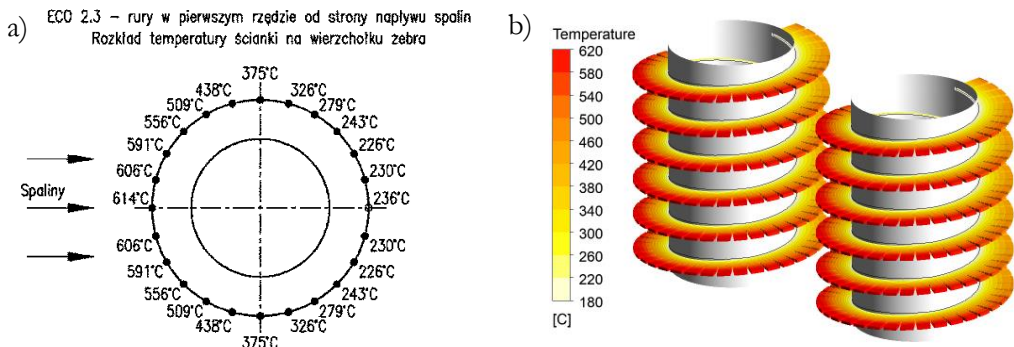 a)
ECO 2.3 – rury w pierwszym rzędzie od strony napływu spalin
Rozkład temperatury ścianki na wierzchołku żebra
375°C
438°C
326°C
509°C
279°C
556°C
243°C
591°C
226°C
606°C
230°C
Spaliny
614°C
236°C
606°C
230°C
591°C
226°C
556°C
243°C
509°C
279°C
438°C
326°C
375°C
b)
Temperature
620
580
540
500
460
420
380
340
300
260
220
180
[C]